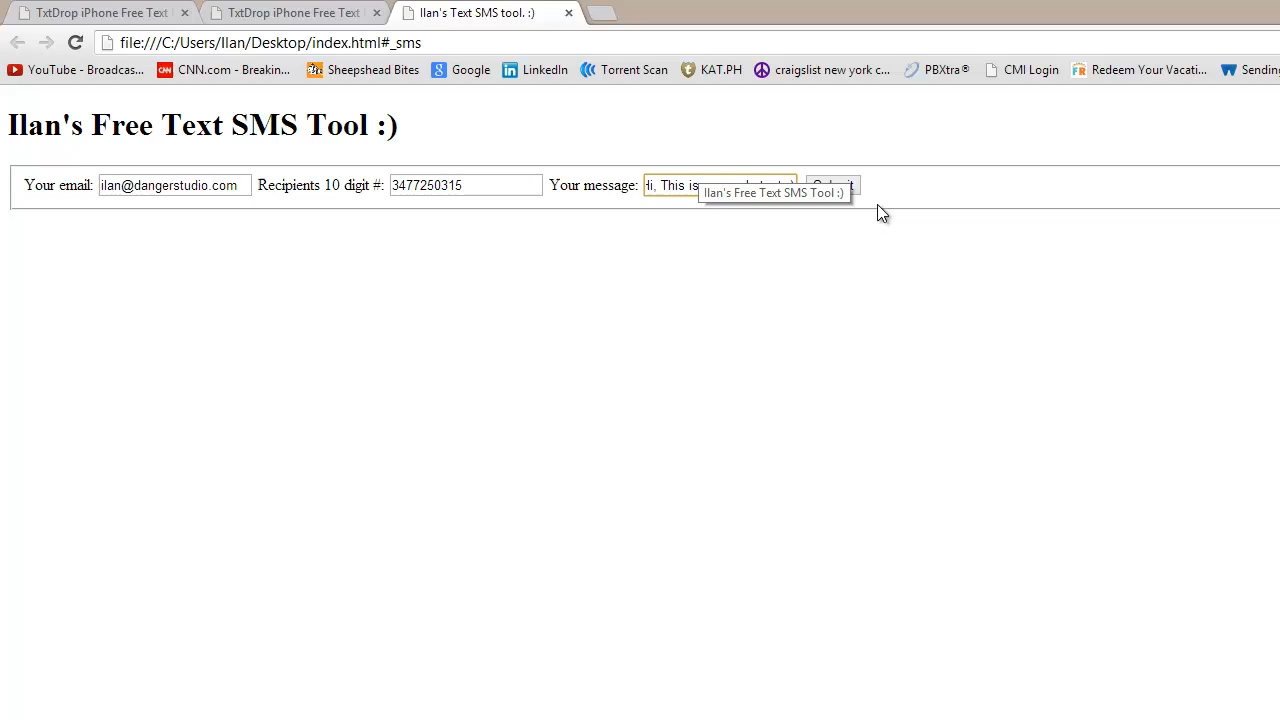 TxtDrop iPhone Free Text
TxtDrop iPhone Free Text
Ilan's Text SMS tool. :)
file:///C:/Users/Ilan/Desktop/index.html#_sms
YouTube - Broadcas... CNN.com - Breakin... Sheepshead Bites Google LinkedIn Torrent Scan KAT.PH craigslist new york c... PBXtra® CMI Login Redeem Your Vacati... Sending
Ilan's Free Text SMS Tool :)
Your email: ilan@dangerstudio.com Recipients 10 digit #: 3477250315 Your message: Hi, This is
Ilan's Free Text SMS Tool :)